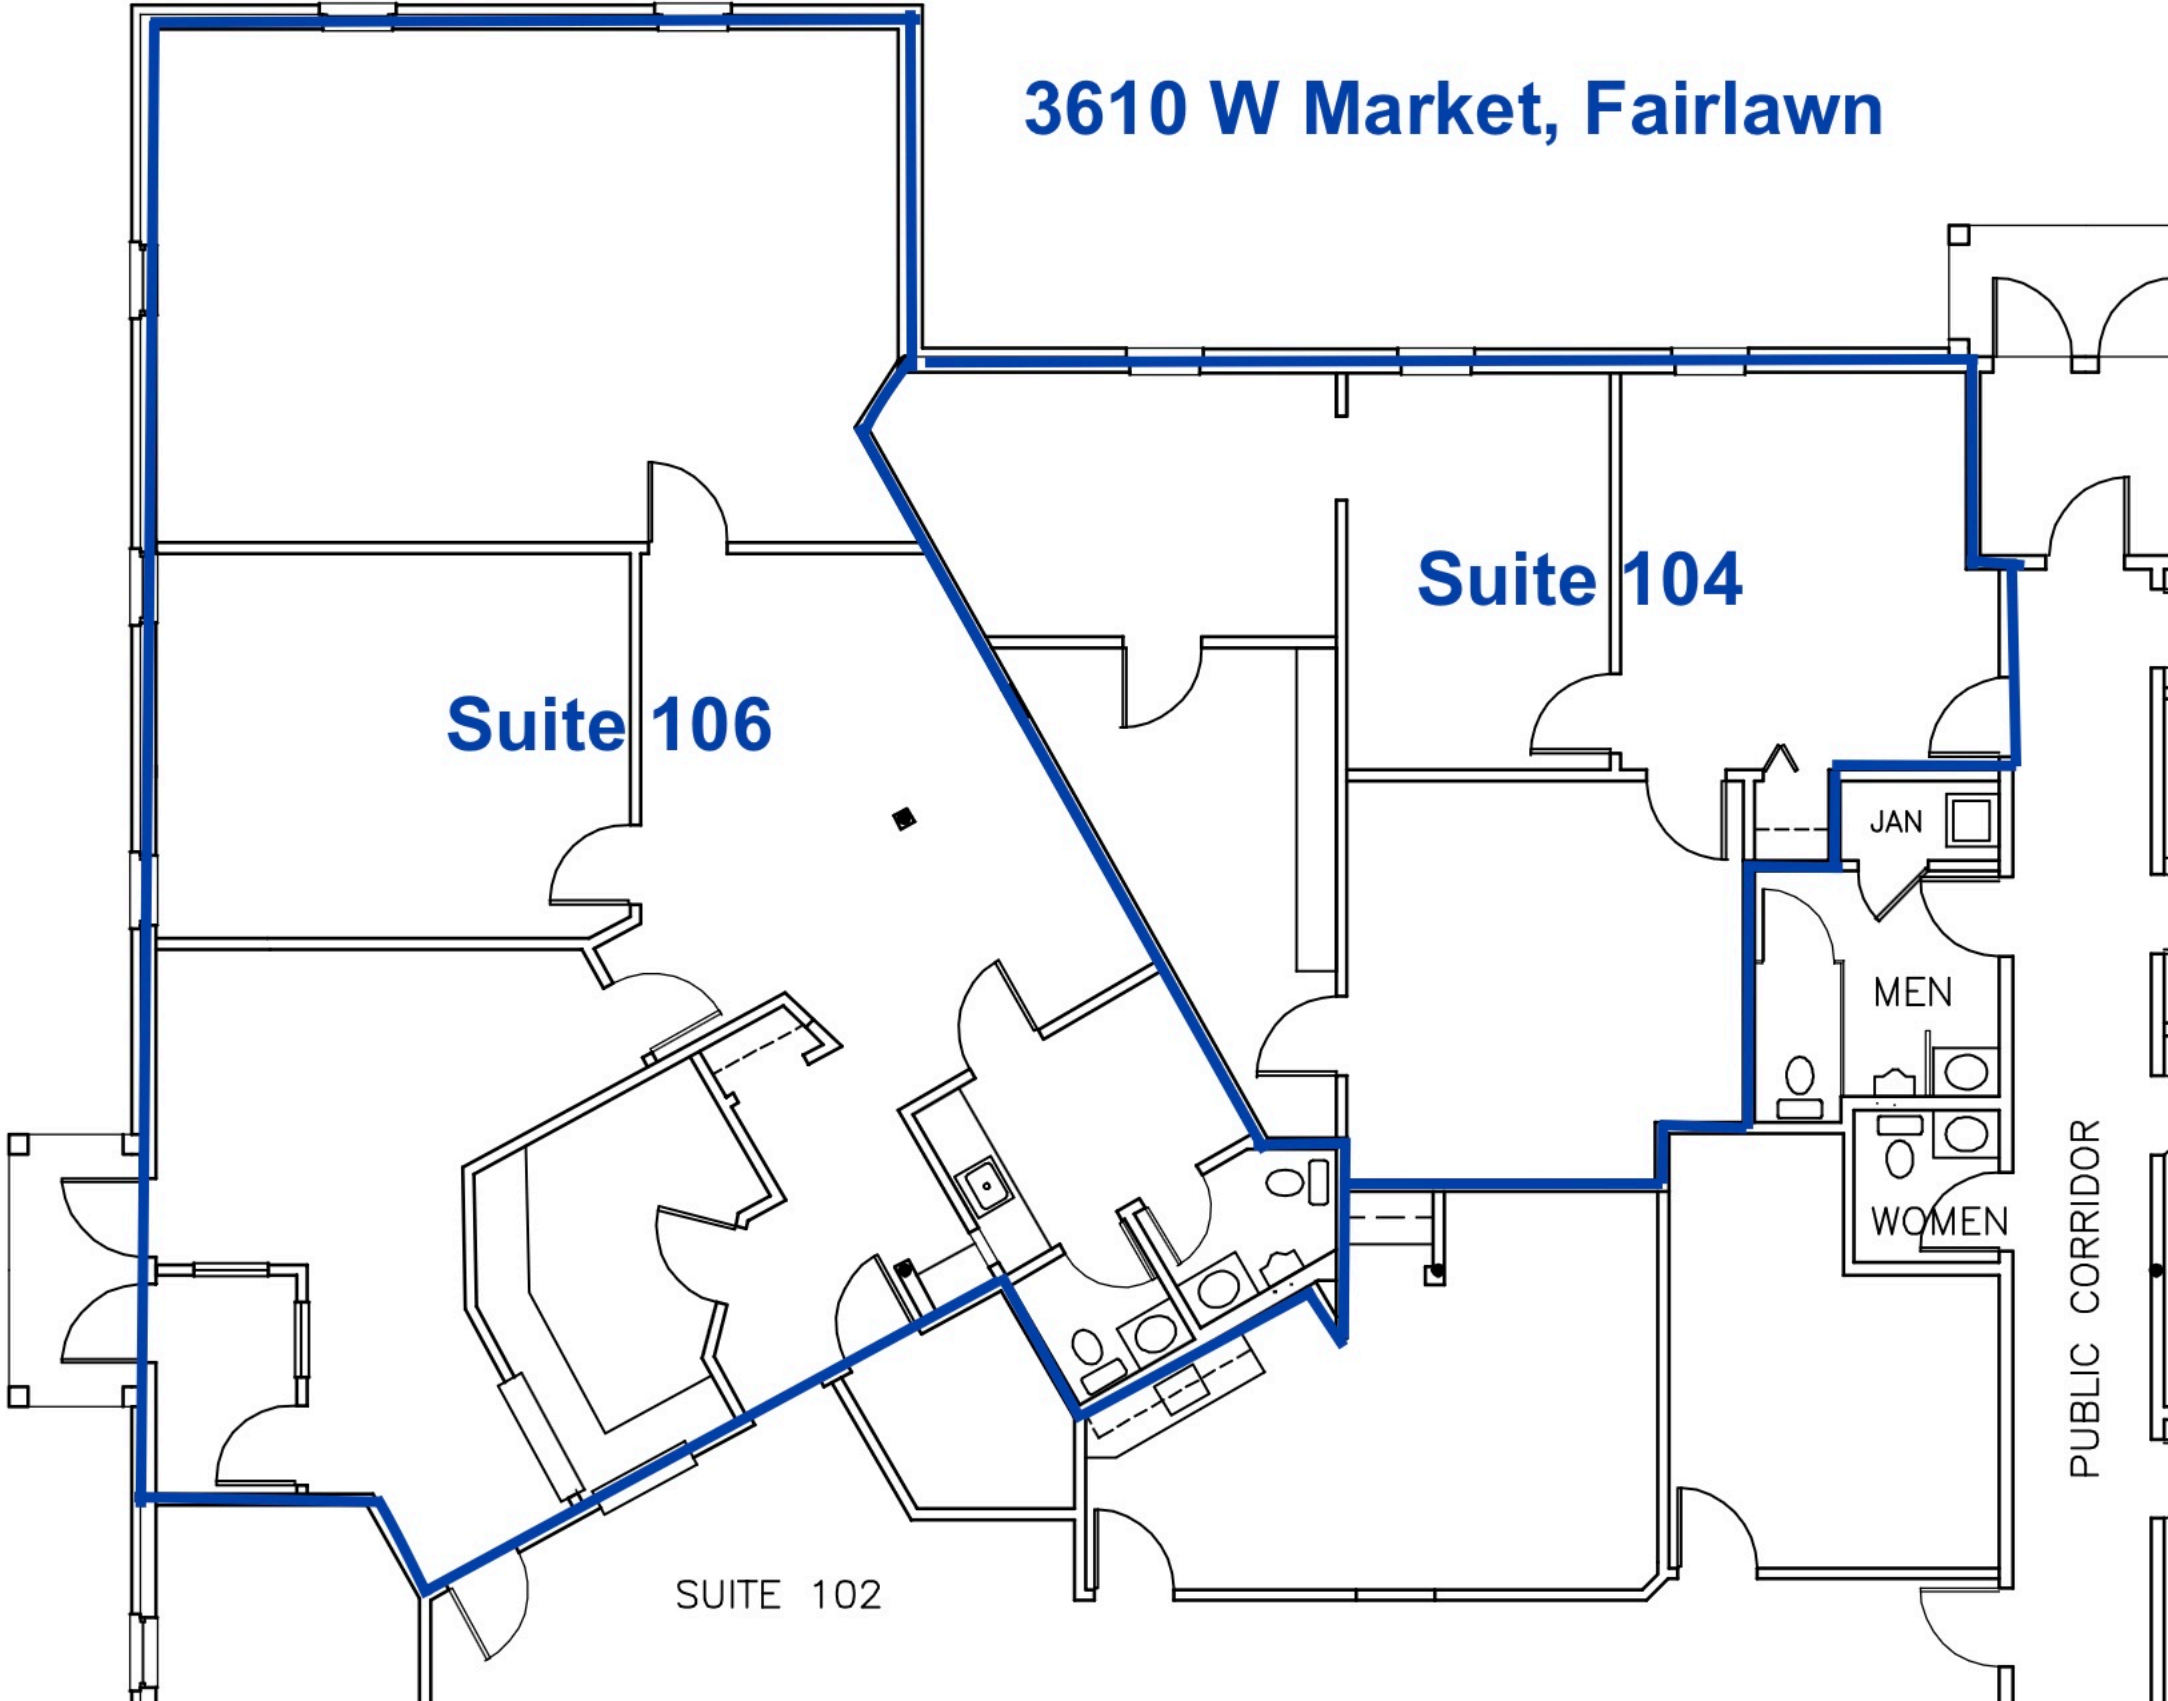 3610 W Market, Fairlawn
Suite 104
Suite 106
JAN
MEN
WOMEN
PUBLIC CORRIDOR
SUITE 102